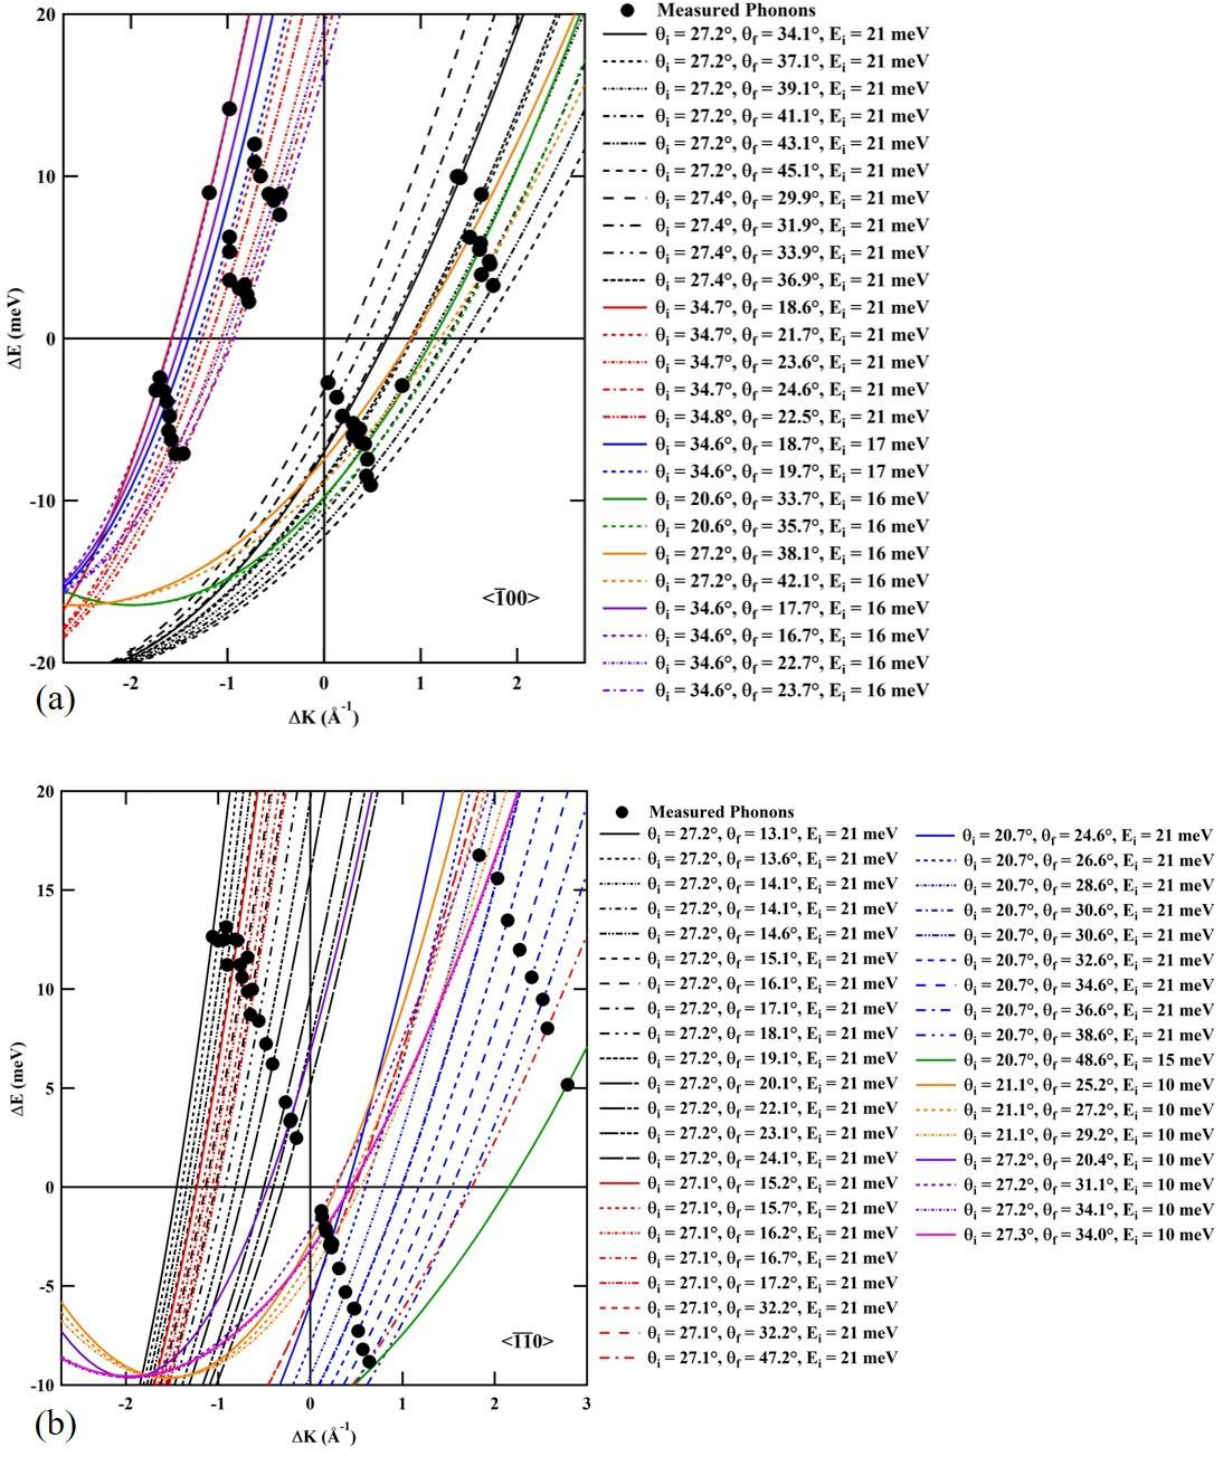 Measured Phonons
θi = 27.2°, θf = 34.1°, Ei = 21 meV
θi = 27.2°, θf = 37.1°, Ei = 21 meV
θi = 27.2°, θf = 39.1°, Ei = 21 meV
θi = 27.2°, θf = 41.1°, Ei = 21 meV
θi = 27.2°, θf = 43.1°, Ei = 21 meV
θi = 27.2°, θf = 45.1°, Ei = 21 meV
θi = 27.4°, θf = 29.9°, Ei = 21 meV
θi = 27.4°, θf = 31.9°, Ei = 21 meV
θi = 27.4°, θf = 33.9°, Ei = 21 meV
θi = 27.4°, θf = 36.9°, Ei = 21 meV
θi = 34.7°, θf = 18.6°, Ei = 21 meV
θi = 34.7°, θf = 21.7°, Ei = 21 meV
θi = 34.7°, θf = 23.6°, Ei = 21 meV
θi = 34.7°, θf = 24.6°, Ei = 21 meV
θi = 34.8°, θf = 22.5°, Ei = 21 meV
θi = 34.6°, θf = 18.7°, Ei = 17 meV
θi = 34.6°, θf = 19.7°, Ei = 17 meV
θi = 20.6°, θf = 33.7°, Ei = 16 meV
θi = 20.6°, θf = 35.7°, Ei = 16 meV
θi = 27.2°, θf = 38.1°, Ei = 16 meV
θi = 27.2°, θf = 42.1°, Ei = 16 meV
θi = 34.6°, θf = 17.7°, Ei = 16 meV
θi = 34.6°, θf = 16.7°, Ei = 16 meV
θi = 34.6°, θf = 22.7°, Ei = 16 meV
θi = 34.6°, θf = 23.7°, Ei = 16 meV
20
10
0
-10
-20
ΔE (meV)
<1̅00>
-2 -1 0 1 2
ΔK (Å⁻¹)
(a)
Measured Phonons
θi = 27.2°, θf = 13.1°, Ei = 21 meV
θi = 27.2°, θf = 13.6°, Ei = 21 meV
θi = 27.2°, θf = 14.1°, Ei = 21 meV
θi = 27.2°, θf = 14.1°, Ei = 21 meV
θi = 27.2°, θf = 14.6°, Ei = 21 meV
θi = 27.2°, θf = 15.1°, Ei = 21 meV
θi = 27.2°, θf = 16.1°, Ei = 21 meV
θi = 27.2°, θf = 17.1°, Ei = 21 meV
θi = 27.2°, θf = 18.1°, Ei = 21 meV
θi = 27.2°, θf = 19.1°, Ei = 21 meV
θi = 27.2°, θf = 20.1°, Ei = 21 meV
θi = 27.2°, θf = 22.1°, Ei = 21 meV
θi = 27.2°, θf = 23.1°, Ei = 21 meV
θi = 27.2°, θf = 24.1°, Ei = 21 meV
θi = 27.1°, θf = 15.2°, Ei = 21 meV
θi = 27.1°, θf = 15.7°, Ei = 21 meV
θi = 27.1°, θf = 16.2°, Ei = 21 meV
θi = 27.1°, θf = 16.7°, Ei = 21 meV
θi = 27.1°, θf = 17.2°, Ei = 21 meV
θi = 27.1°, θf = 32.2°, Ei = 21 meV
θi = 27.1°, θf = 32.2°, Ei = 21 meV
θi = 27.1°, θf = 47.2°, Ei = 21 meV
θi = 20.7°, θf = 24.6°, Ei = 21 meV
θi = 20.7°, θf = 26.6°, Ei = 21 meV
θi = 20.7°, θf = 28.6°, Ei = 21 meV
θi = 20.7°, θf = 30.6°, Ei = 21 meV
θi = 20.7°, θf = 30.6°, Ei = 21 meV
θi = 20.7°, θf = 32.6°, Ei = 21 meV
θi = 20.7°, θf = 34.6°, Ei = 21 meV
θi = 20.7°, θf = 36.6°, Ei = 21 meV
θi = 20.7°, θf = 38.6°, Ei = 21 meV
θi = 20.7°, θf = 48.6°, Ei = 15 meV
θi = 21.1°, θf = 25.2°, Ei = 10 meV
θi = 21.1°, θf = 27.2°, Ei = 10 meV
θi = 21.1°, θf = 29.2°, Ei = 10 meV
θi = 27.2°, θf = 20.4°, Ei = 10 meV
θi = 27.2°, θf = 31.1°, Ei = 10 meV
θi = 27.2°, θf = 34.1°, Ei = 10 meV
θi = 27.3°, θf = 34.0°, Ei = 10 meV
20
15
10
5
0
-5
-10
ΔE (meV)
<1̅1̅0>
-2 -1 0 1 2 3
ΔK (Å⁻¹)
(b)